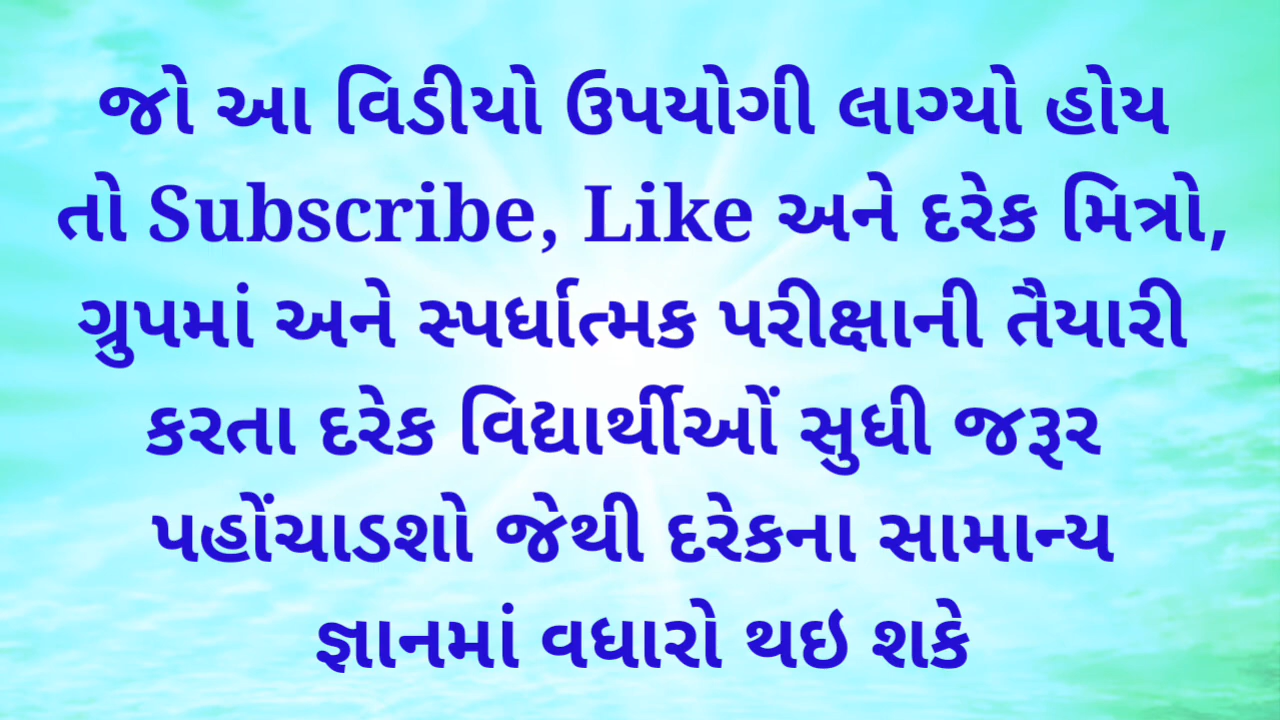 જો આ વિડીયો ઉપયોગી લાગ્યો હોય
તો Subscribe, Like અને દરેક મિત્રો,
ગ્રુપમાં અને સ્પર્ધાત્મક પરીક્ષાની તૈયારી
કરતા દરેક વિદ્યાર્થીઓં સુધી જરૂર
પહોંચાડશો જેથી દરેકના સામાન્ય
જ્ઞાનમાં વધારો થઇ શકે